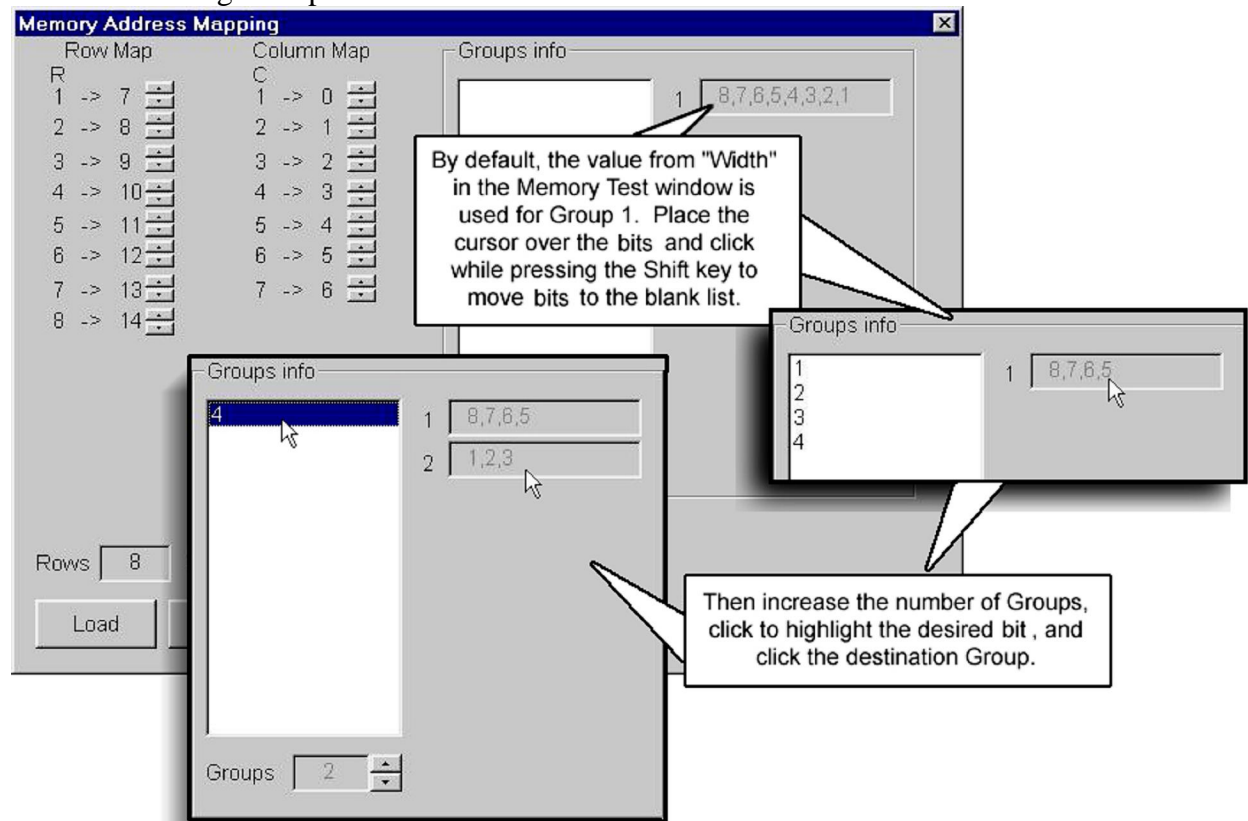 Memory Address Mapping
Row Map Column Map Groups info
R C
1 -> 7 1 -> 0 1 8,7,6,5,4,3,2,1
2 -> 8 2 -> 1
3 -> 9 3 -> 2
4 -> 10 4 -> 3
5 -> 11 5 -> 4
6 -> 12 6 -> 5
7 -> 13 7 -> 6
8 -> 14
By default, the value from "Width"
in the Memory Test window is
used for Group 1. Place the
cursor over the bits and click
while pressing the Shift key to
move bits to the blank list.
Groups info
1 1 8,7,6,5
2
3
4
Groups info
4 1 8,7,6,5
2 1,2,3
Groups 2
Then increase the number of Groups,
click to highlight the desired bit , and
click the destination Group.
Rows 8
Load